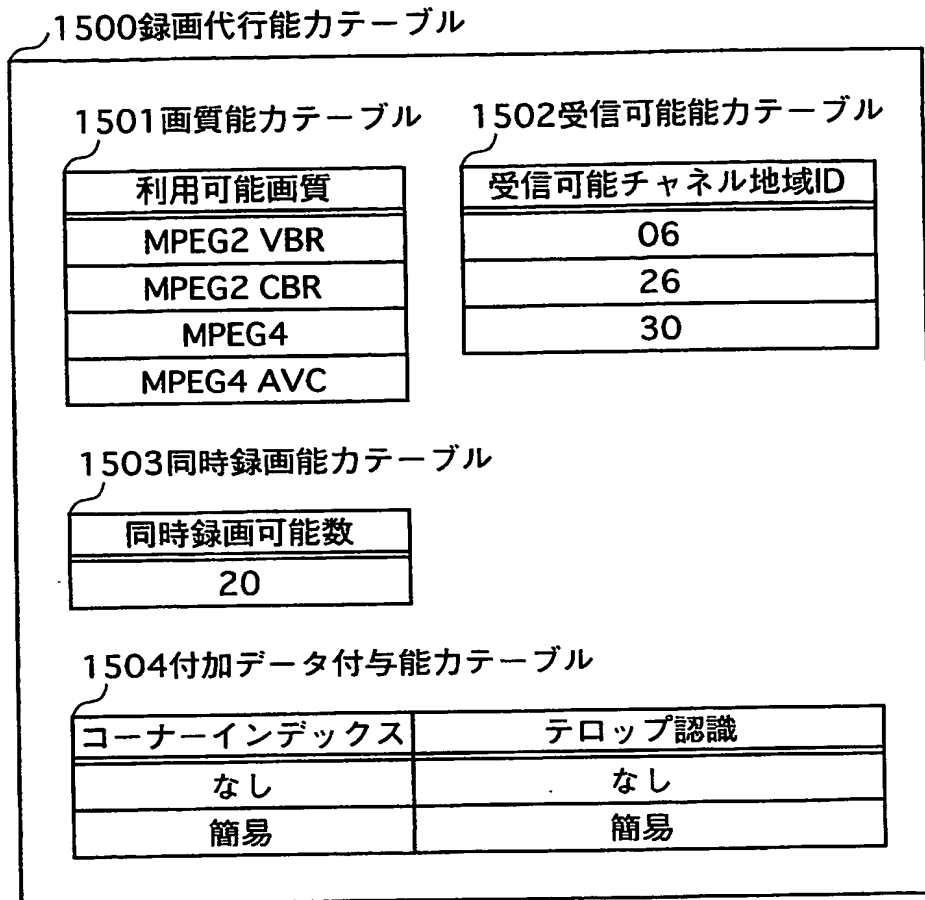 1500録画代行能力テーブル
1501画質能力テーブル
利用可能画質
MPEG2 VBR
MPEG2 CBR
MPEG4
MPEG4 AVC
1502受信可能能力テーブル
受信可能チャネル地域ID
06
26
30
1503同時録画能力テーブル
同時録画可能数
20
1504付加データ付与能力テーブル
コーナーインデックス テロップ認識
なし なし
簡易 簡易